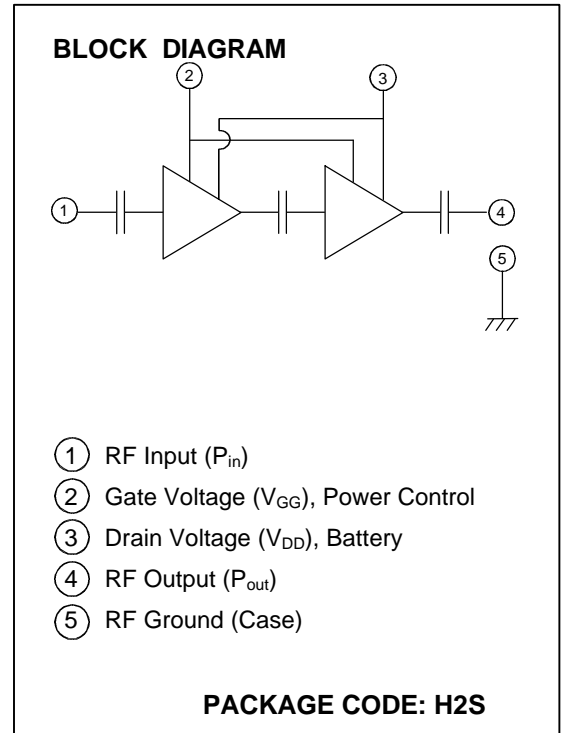 BLOCK DIAGRAM
2
3
1
4
5
1 RF Input (Pin)
2 Gate Voltage (VGG), Power Control
3 Drain Voltage (VDD), Battery
4 RF Output (Pout)
5 RF Ground (Case)
PACKAGE CODE: H2S